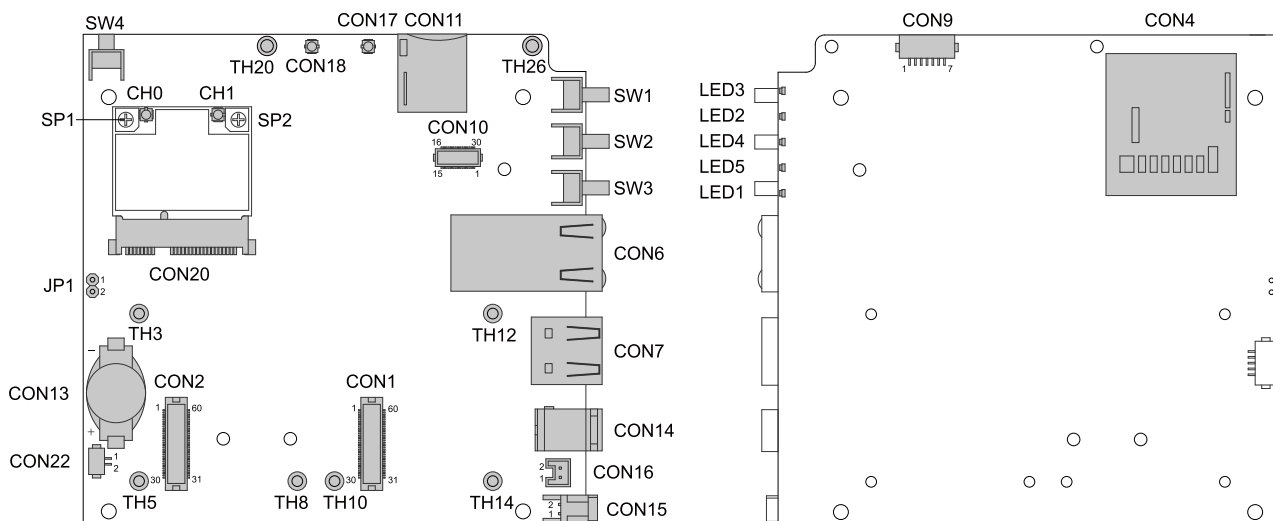 SW4
CON17 CON11
CON9
CON4
TH20
CON18
TH26
CH0
CH1
SP1
SP2
CON10
16
30
15
1
SW1
SW2
SW3
1
7
LED3
LED2
LED4
LED5
LED1
CON6
CON20
JP1
1
2
TH3
TH12
CON7
−
CON13
+
CON2
1
60
30
31
CON1
1
60
30
31
CON14
CON22
1
2
2
1
CON16
TH5
TH8
TH10
TH14
2
1
CON15